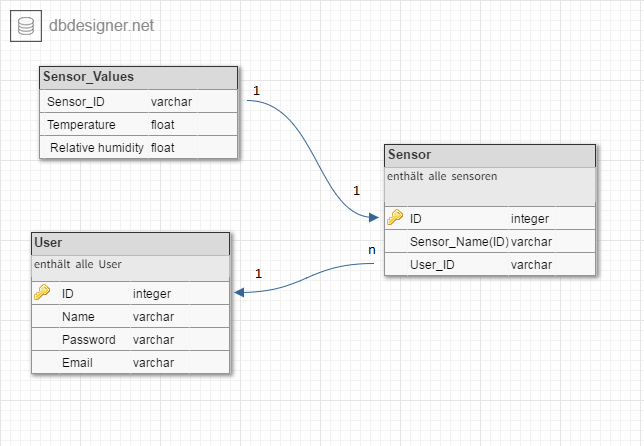 dbdesigner.net
Sensor_Values
Sensor_ID varchar
Temperature float
Relative humidity float
1
1
Sensor
enthält alle sensoren
ID integer
Sensor_Name(ID) varchar
User_ID varchar
n
1
User
enthält alle User
ID integer
Name varchar
Password varchar
Email varchar